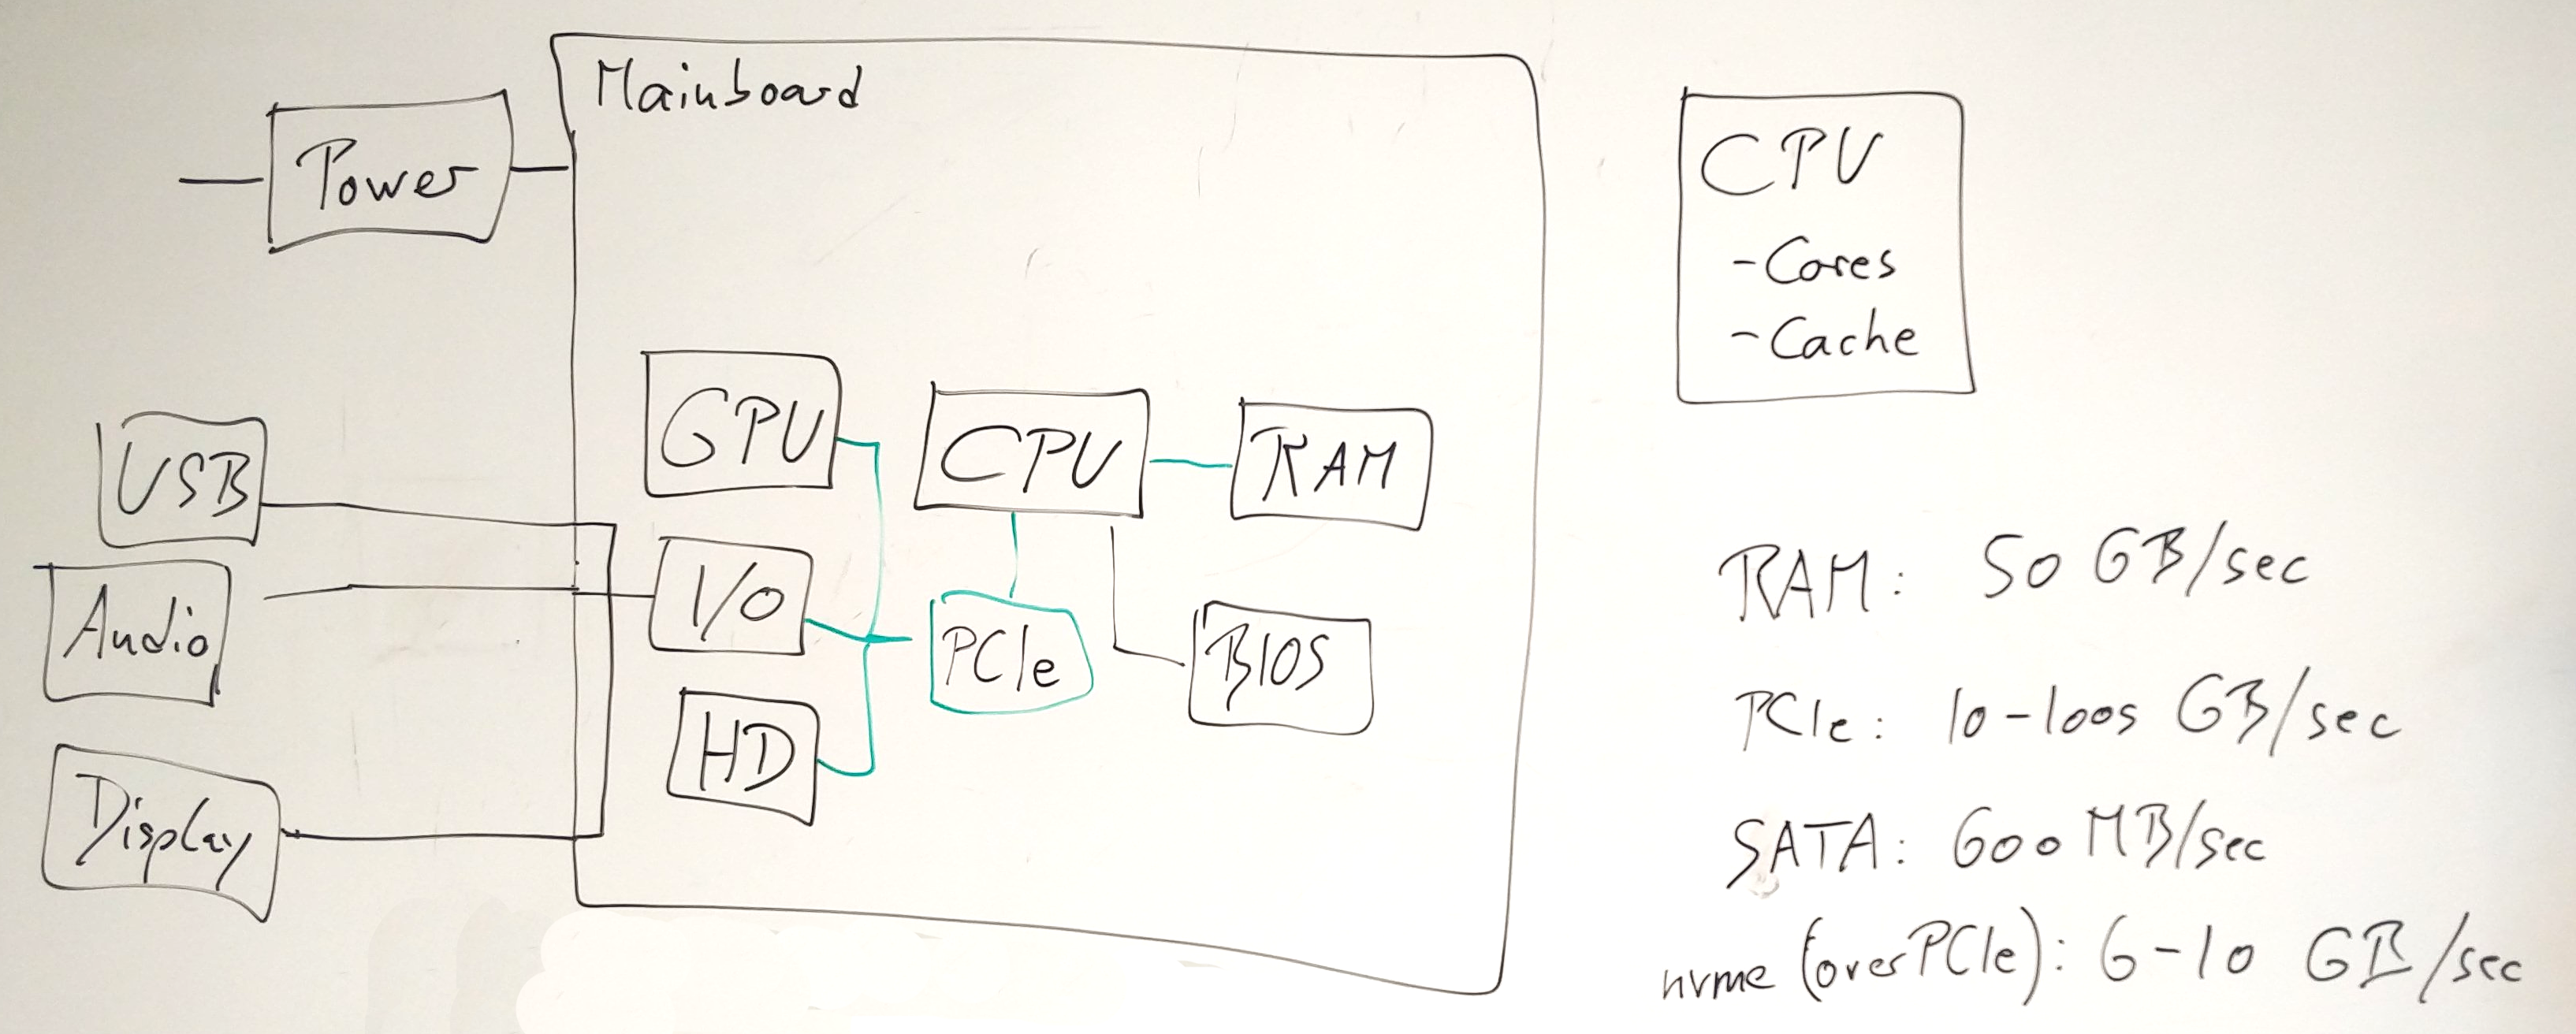 Mainboard
Power
CPU
-Cores
-Cache
GPU
CPU
RAM
USB
I/O
Audio
PCIe
BIOS
HD
Display
RAM: 50 GB/sec
PCIe: 10-100s GB/sec
SATA: 600 MB/sec
nvme (over PCIe): 6-10 GB/sec